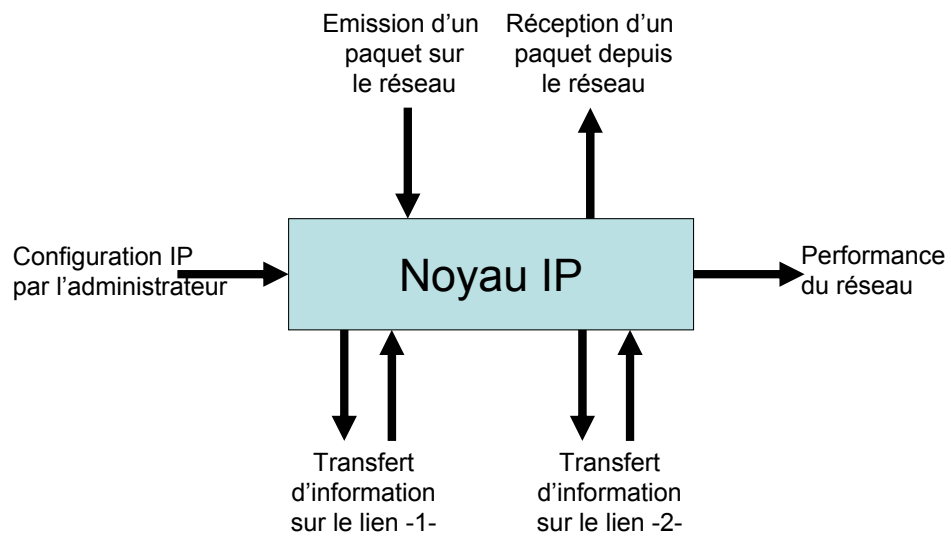 Emission d’un
paquet sur
le réseau
Réception d’un
paquet depuis
le réseau
Configuration IP
par l’administrateur
Noyau IP
Performance
du réseau
Transfert
d’information
sur le lien -1-
Transfert
d’information
sur le lien -2-